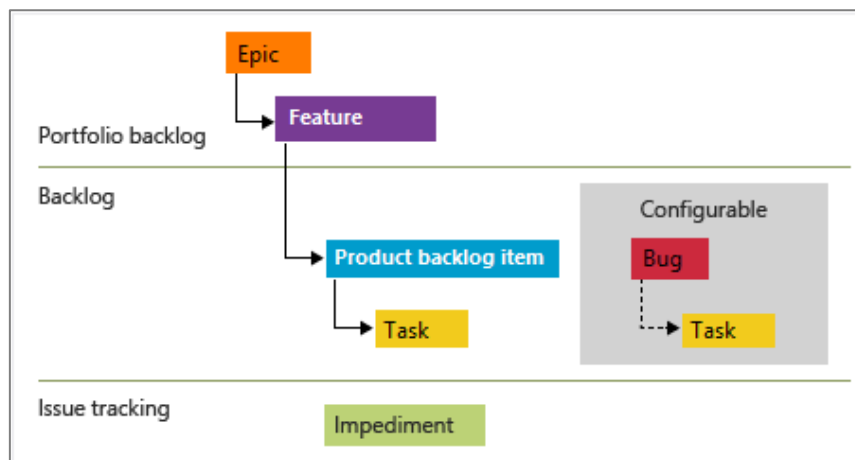 Epic
Feature
Portfolio backlog
Backlog
Configurable
Product backlog item
Bug
Task
Task
Issue tracking
Impediment